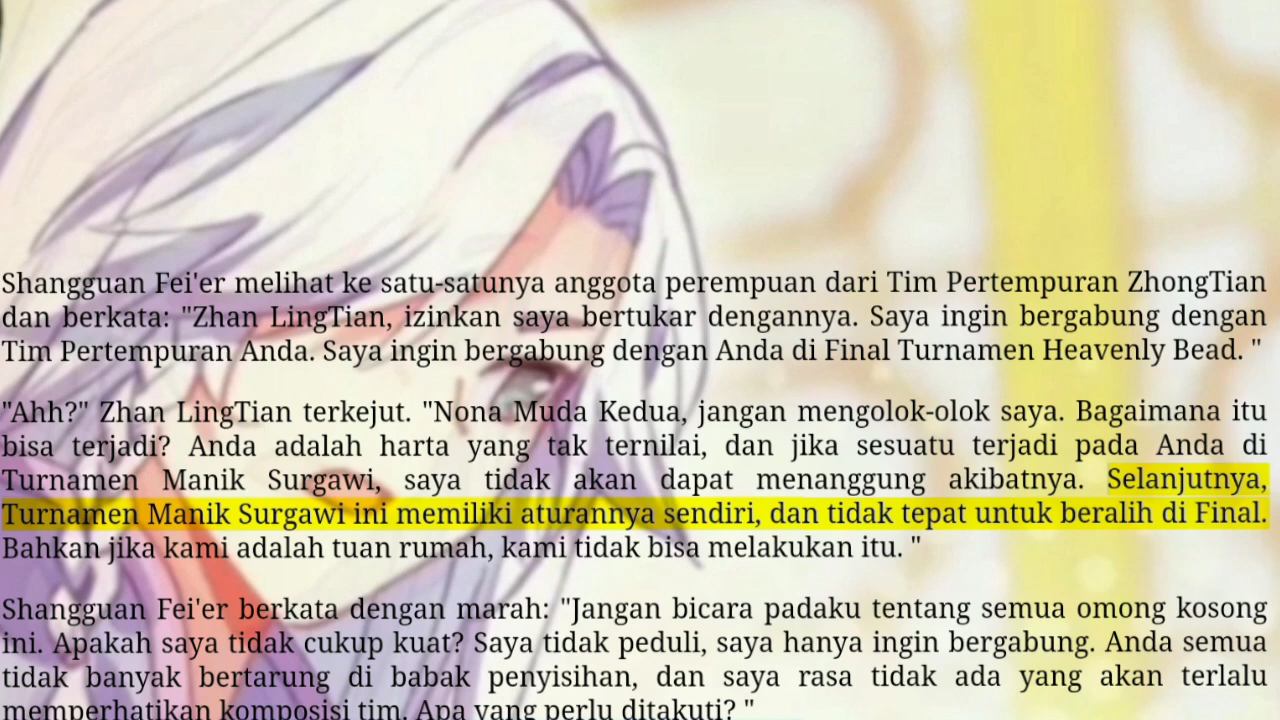 Shangguan Fei'er melihat ke satu-satunya anggota perempuan dari Tim Pertempuran ZhongTian
dan berkata: "Zhan LingTian, izinkan saya bertukar dengannya. Saya ingin bergabung dengan
Tim Pertempuran Anda. Saya ingin bergabung dengan Anda di Final Turnamen Heavenly Bead. "
"Ahh?" Zhan LingTian terkejut. "Nona Muda Kedua, jangan mengolok-olok saya. Bagaimana itu
bisa terjadi? Anda adalah harta yang tak ternilai, dan jika sesuatu terjadi pada Anda di
Turnamen Manik Surgawi, saya tidak akan dapat menanggung akibatnya. Selanjutnya,
Turnamen Manik Surgawi ini memiliki aturannya sendiri, dan tidak tepat untuk beralih di Final.
Bahkan jika kami adalah tuan rumah, kami tidak bisa melakukan itu. "
Shangguan Fei'er berkata dengan marah: "Jangan bicara padaku tentang semua omong kosong
ini. Apakah saya tidak cukup kuat? Saya tidak peduli, saya hanya ingin bergabung. Anda semua
tidak banyak bertarung di babak penyisihan, dan saya rasa tidak ada yang akan terlalu
memperhatikan komposisi tim. Apa yang perlu ditakuti? "